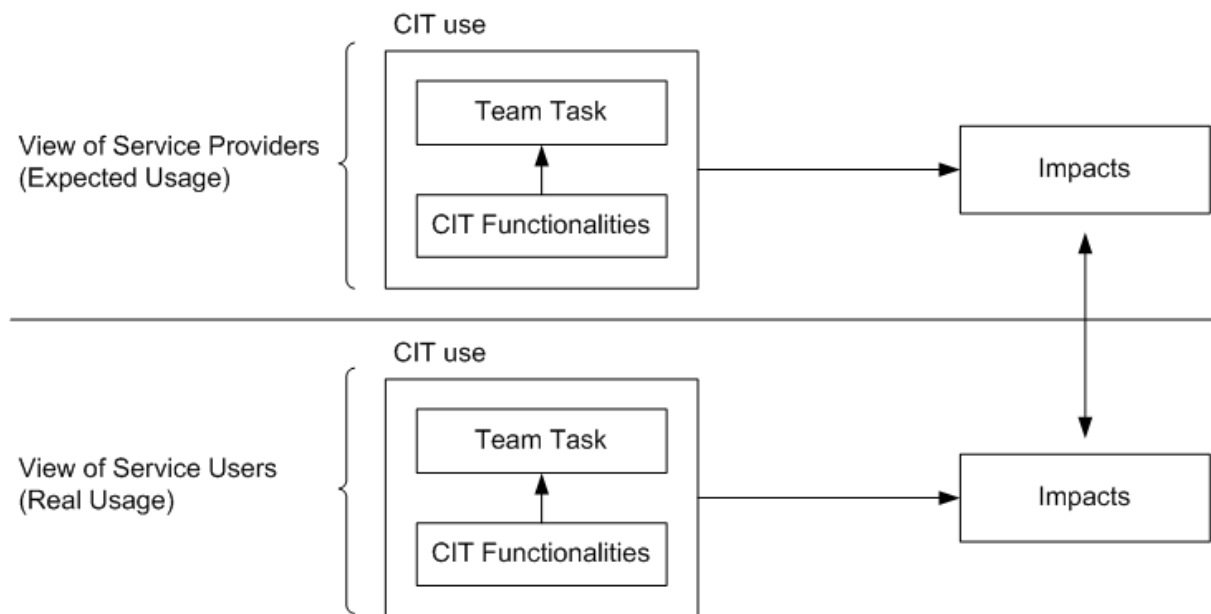 CIT use
Team Task
View of Service Providers
(Expected Usage)
CIT Functionalities
Impacts
CIT use
Team Task
View of Service Users
(Real Usage)
CIT Functionalities
Impacts